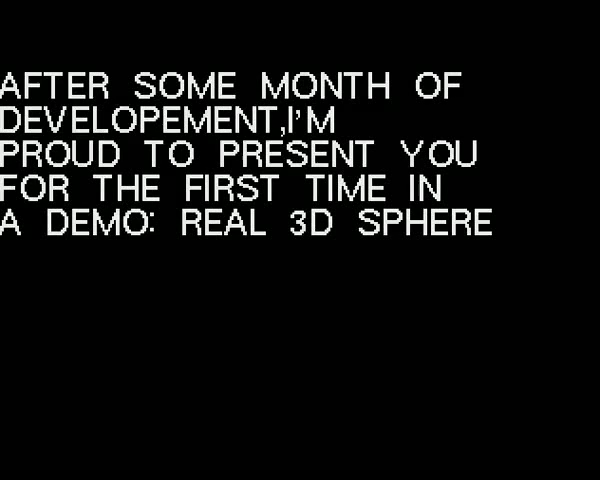 AFTER SOME MONTH OF
DEVELOPEMENT,I'M
PROUD TO PRESENT YOU
FOR THE FIRST TIME IN
A DEMO: REAL 3D SPHERE